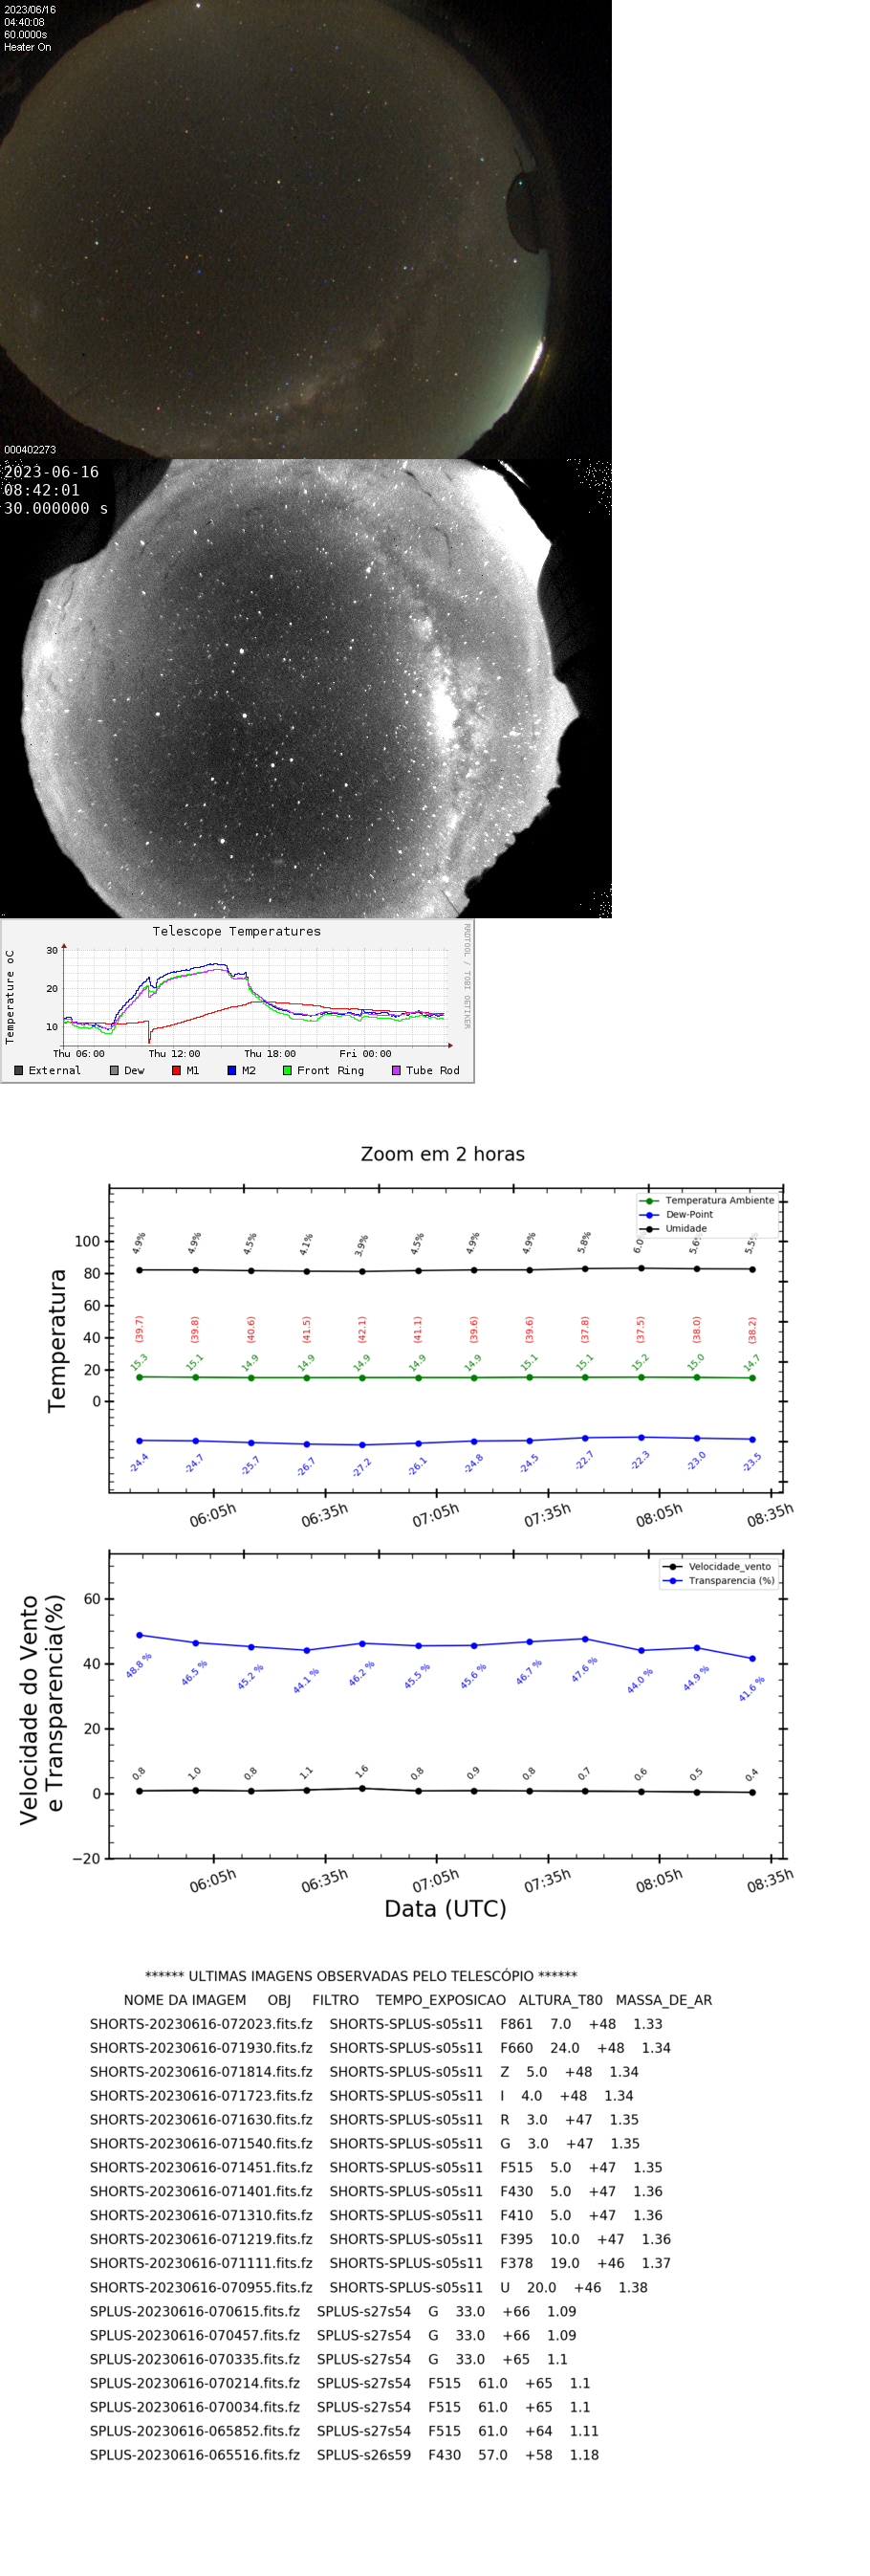 2023/06/16
04:40:08
60.0000s
Heater On
000402273
2023-06-16
08:42:01
30.000000 s
Telescope Temperatures
RRDTOOL / TOBI OETIKER
Temperature oC
30
20
10
Thu 06:00 Thu 12:00 Thu 18:00 Fri 00:00
External Dew M1 M2 Front Ring Tube Rod
Zoom em 2 horas
Temperatura Ambiente
Dew-Point
Umidade
Temperatura
100
80
60
40
20
0
4.9% 4.9% 4.5% 4.1% 3.9% 4.5% 4.9% 4.9% 5.8% 6.0 5.6% 5.5%
(39.7) (39.8) (40.6) (41.5) (42.1) (41.1) (39.6) (39.6) (37.8) (37.5) (38.0) (38.2)
15.3 15.1 14.9 14.9 14.9 14.9 14.9 15.1 15.1 15.2 15.0 14.7
-24.4 -24.7 -25.7 -26.7 -27.2 -26.1 -24.8 -24.5 -22.7 -22.3 -23.0 -23.5
06:05h 06:35h 07:05h 07:35h 08:05h 08:35h
Velocidade_vento
Transparencia (%)
Velocidade do Vento
e Transparencia(%)
60
40
20
0
−20
48.8 % 46.5 % 45.2 % 44.1 % 46.2 % 45.5 % 45.6 % 46.7 % 47.6 % 44.0 % 44.9 % 41.6 %
0.8 1.0 0.8 1.1 1.6 0.8 0.9 0.8 0.7 0.6 0.5 0.4
06:05h 06:35h 07:05h 07:35h 08:05h 08:35h
Data (UTC)
****** ULTIMAS IMAGENS OBSERVADAS PELO TELESCÓPIO ******
NOME DA IMAGEM OBJ FILTRO TEMPO_EXPOSICAO ALTURA_T80 MASSA_DE_AR
SHORTS-20230616-072023.fits.fz SHORTS-SPLUS-s05s11 F861 7.0 +48 1.33
SHORTS-20230616-071930.fits.fz SHORTS-SPLUS-s05s11 F660 24.0 +48 1.34
SHORTS-20230616-071814.fits.fz SHORTS-SPLUS-s05s11 Z 5.0 +48 1.34
SHORTS-20230616-071723.fits.fz SHORTS-SPLUS-s05s11 I 4.0 +48 1.34
SHORTS-20230616-071630.fits.fz SHORTS-SPLUS-s05s11 R 3.0 +47 1.35
SHORTS-20230616-071540.fits.fz SHORTS-SPLUS-s05s11 G 3.0 +47 1.35
SHORTS-20230616-071451.fits.fz SHORTS-SPLUS-s05s11 F515 5.0 +47 1.35
SHORTS-20230616-071401.fits.fz SHORTS-SPLUS-s05s11 F430 5.0 +47 1.36
SHORTS-20230616-071310.fits.fz SHORTS-SPLUS-s05s11 F410 5.0 +47 1.36
SHORTS-20230616-071219.fits.fz SHORTS-SPLUS-s05s11 F395 10.0 +47 1.36
SHORTS-20230616-071111.fits.fz SHORTS-SPLUS-s05s11 F378 19.0 +46 1.37
SHORTS-20230616-070955.fits.fz SHORTS-SPLUS-s05s11 U 20.0 +46 1.38
SPLUS-20230616-070615.fits.fz SPLUS-s27s54 G 33.0 +66 1.09
SPLUS-20230616-070457.fits.fz SPLUS-s27s54 G 33.0 +66 1.09
SPLUS-20230616-070335.fits.fz SPLUS-s27s54 G 33.0 +65 1.1
SPLUS-20230616-070214.fits.fz SPLUS-s27s54 F515 61.0 +65 1.1
SPLUS-20230616-070034.fits.fz SPLUS-s27s54 F515 61.0 +65 1.1
SPLUS-20230616-065852.fits.fz SPLUS-s27s54 F515 61.0 +64 1.11
SPLUS-20230616-065516.fits.fz SPLUS-s26s59 F430 57.0 +58 1.18